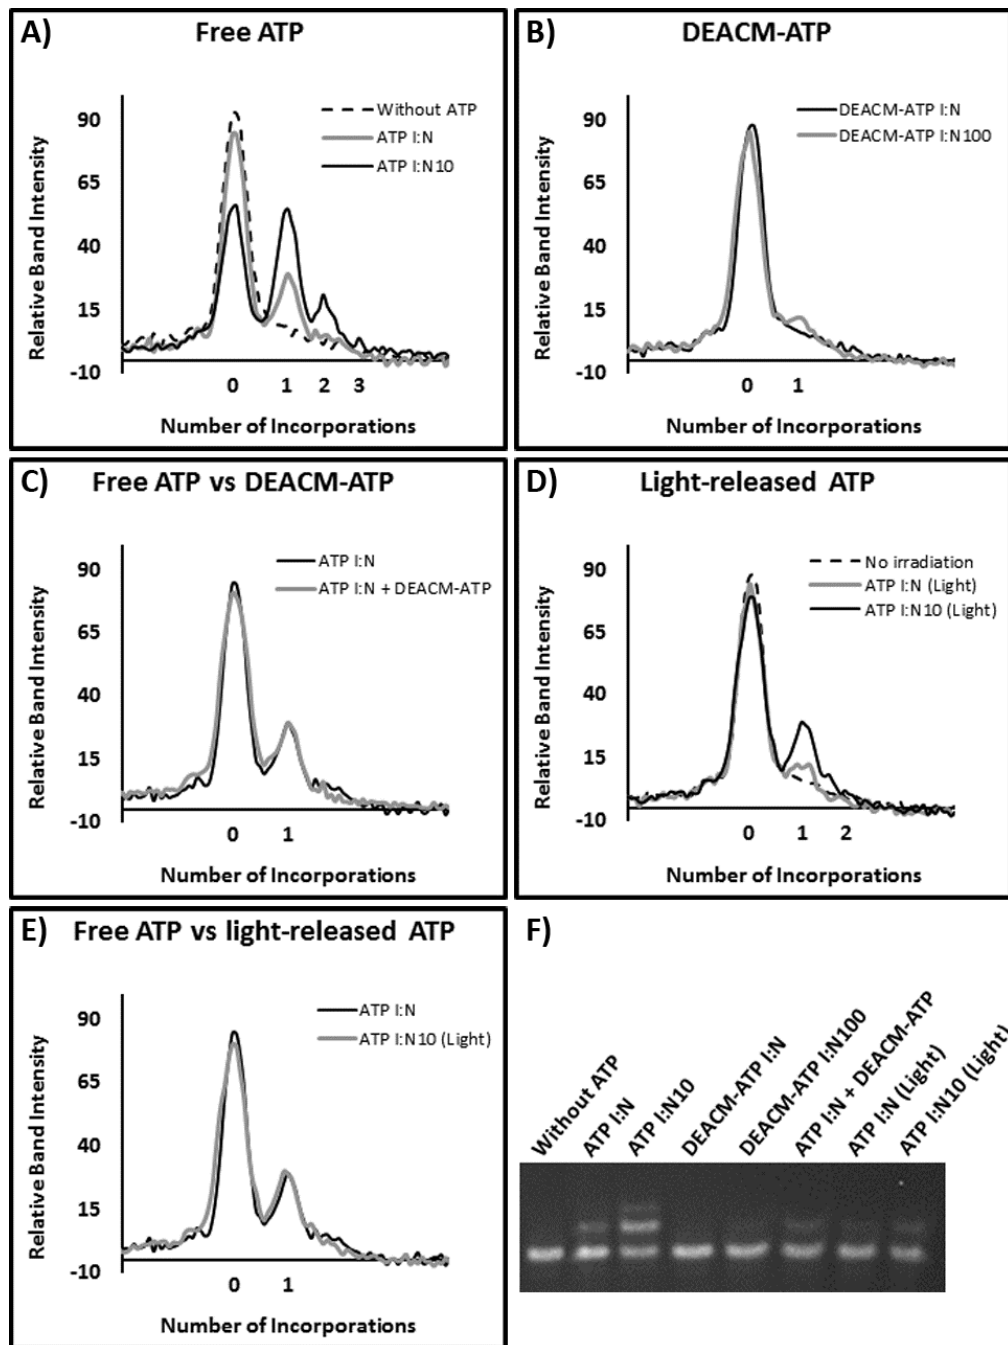 A) Free ATP
Relative Band Intensity
90
65
40
15
-10
Without ATP
ATP I:N
ATP I:N10
0 1 2 3
Number of Incorporations
B) DEACM-ATP
Relative Band Intensity
90
65
40
15
-10
DEACM-ATP I:N
DEACM-ATP I:N100
0 1
Number of Incorporations
C) Free ATP vs DEACM-ATP
Relative Band Intensity
90
65
40
15
-10
ATP I:N
ATP I:N + DEACM-ATP
0 1
Number of Incorporations
D) Light-released ATP
Relative Band Intensity
90
65
40
15
-10
No irradiation
ATP I:N (Light)
ATP I:N10 (Light)
0 1 2
Number of Incorporations
E) Free ATP vs light-released ATP
Relative Band Intensity
90
65
40
15
-10
ATP I:N
ATP I:N10 (Light)
0 1
Number of Incorporations
F)
Without ATP
ATP I:N
ATP I:N10
DEACM-ATP I:N
DEACM-ATP I:N100
ATP I:N + DEACM-ATP
ATP I:N (Light)
ATP I:N10 (Light)